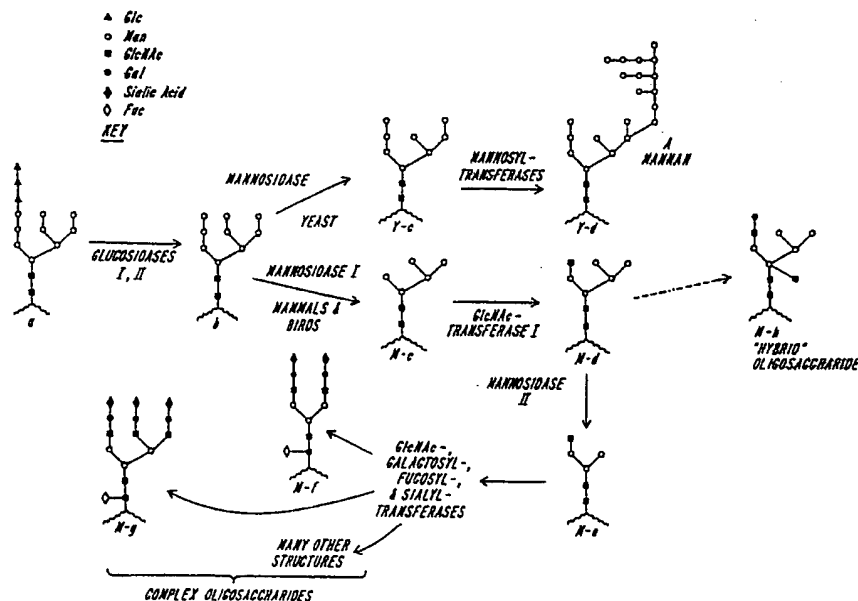 Glc
Man
GlcNAc
Gal
Sialic Acid
Fuc
KEY
a
GLUCOSIDASES
I, II
b
MANNOSIDASE
YEAST
MANNOSIDASE I
MAMMALS &
BIRDS
Y-c
MANNOSYL-
TRANSFERASES
Y-d
A
MANNAN
M-c
GlcNAc-
TRANSFERASE I
M-d
M-h
"HYBRID"
OLIGOSACCHARIDE
MANNOSIDASE
II
M-e
GlcNAc-,
GALACTOSYL-,
FUCOSYL-,
& SIALYL-
TRANSFERASES
M-f
M-g
MANY OTHER
STRUCTURES
COMPLEX OLIGOSACCHARIDES